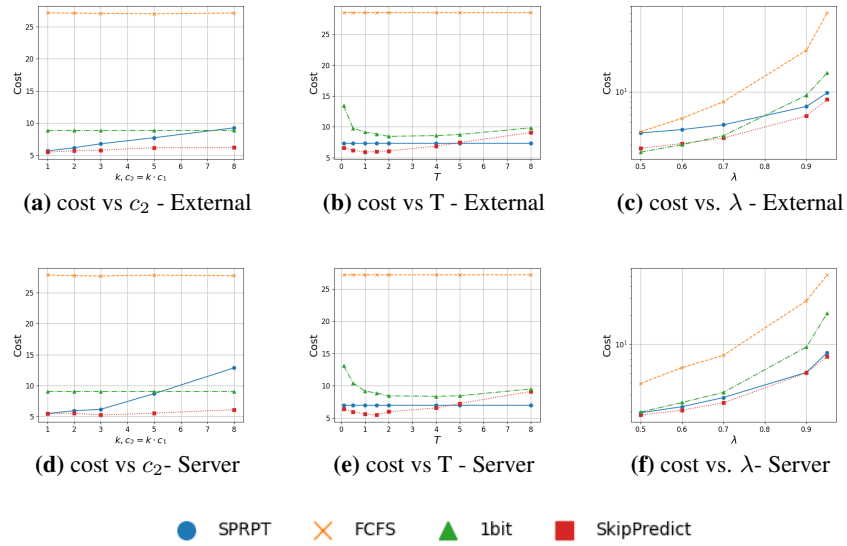 Cost
25
20
15
10
5
1 2 3 4 5 6 7 8
k, c₂ = k · c₁
(a) cost vs c₂ - External
Cost
25
20
15
10
5
0 1 2 3 4 5 6 7 8
T
(b) cost vs T - External
Cost
10¹
0.5 0.6 0.7 0.8 0.9
λ
(c) cost vs. λ - External
Cost
25
20
15
10
5
1 2 3 4 5 6 7 8
k, c₂ = k · c₁
(d) cost vs c₂- Server
Cost
25
20
15
10
5
0 1 2 3 4 5 6 7 8
T
(e) cost vs T - Server
Cost
10¹
0.5 0.6 0.7 0.8 0.9
λ
(f) cost vs. λ- Server
SPRPT FCFS 1bit SkipPredict